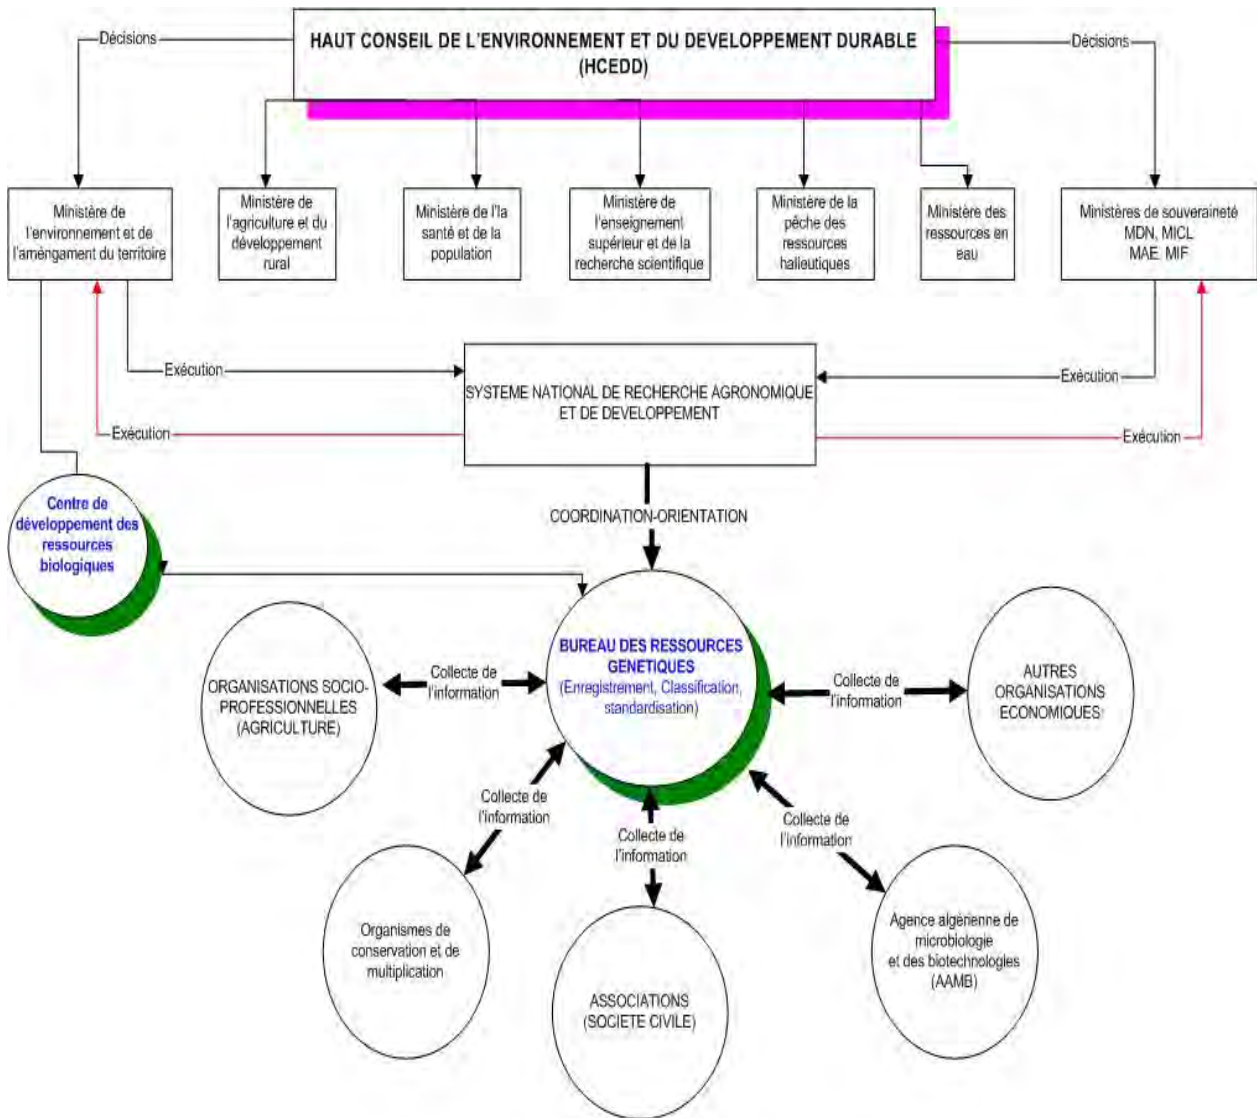 Décisions
HAUT CONSEIL DE L'ENVIRONNEMENT ET DU DEVELOPPEMENT DURABLE
(HCEDD)
Décisions
Ministère de
l'environnement et de
l'amèngament du territoire
Ministère de
l'agriculture et du
développement
rural
Ministère de l'la
santé et de la
population
Ministère de
l'enseignement
supérieur et de la
recherche scientifique
Ministère de la
pêche des
ressources
halieutiques
Ministère des
ressources en
eau
Ministères de souveraineté
MDN, MICL
MAE. MIF
Exécution
SYSTEME NATIONAL DE RECHERCHE AGRONOMIQUE
ET DE DEVELOPPEMENT
Exécution
Exécution
Exécution
COORDINATION-ORIENTATION
Centre de
développement des
ressources
biologiques
BUREAU DES RESSOURCES
GENETIQUES
(Enregistrement, Classification,
standardisation)
ORGANISATIONS SOCIO-
PROFESSIONNELLES
(AGRICULTURE)
Collecte de
l'information
Collecte de
l'information
AUTRES
ORGANISATIONS
ECONOMIQUES
Collecte de
l'information
Collecte de
l'information
Collecte de
l'information
Organismes de
conservation et de
multiplication
ASSOCIATIONS
(SOCIETE CIVILE)
Agence algérienne de
microbiologie
et des biotechnologies
(AAMB)